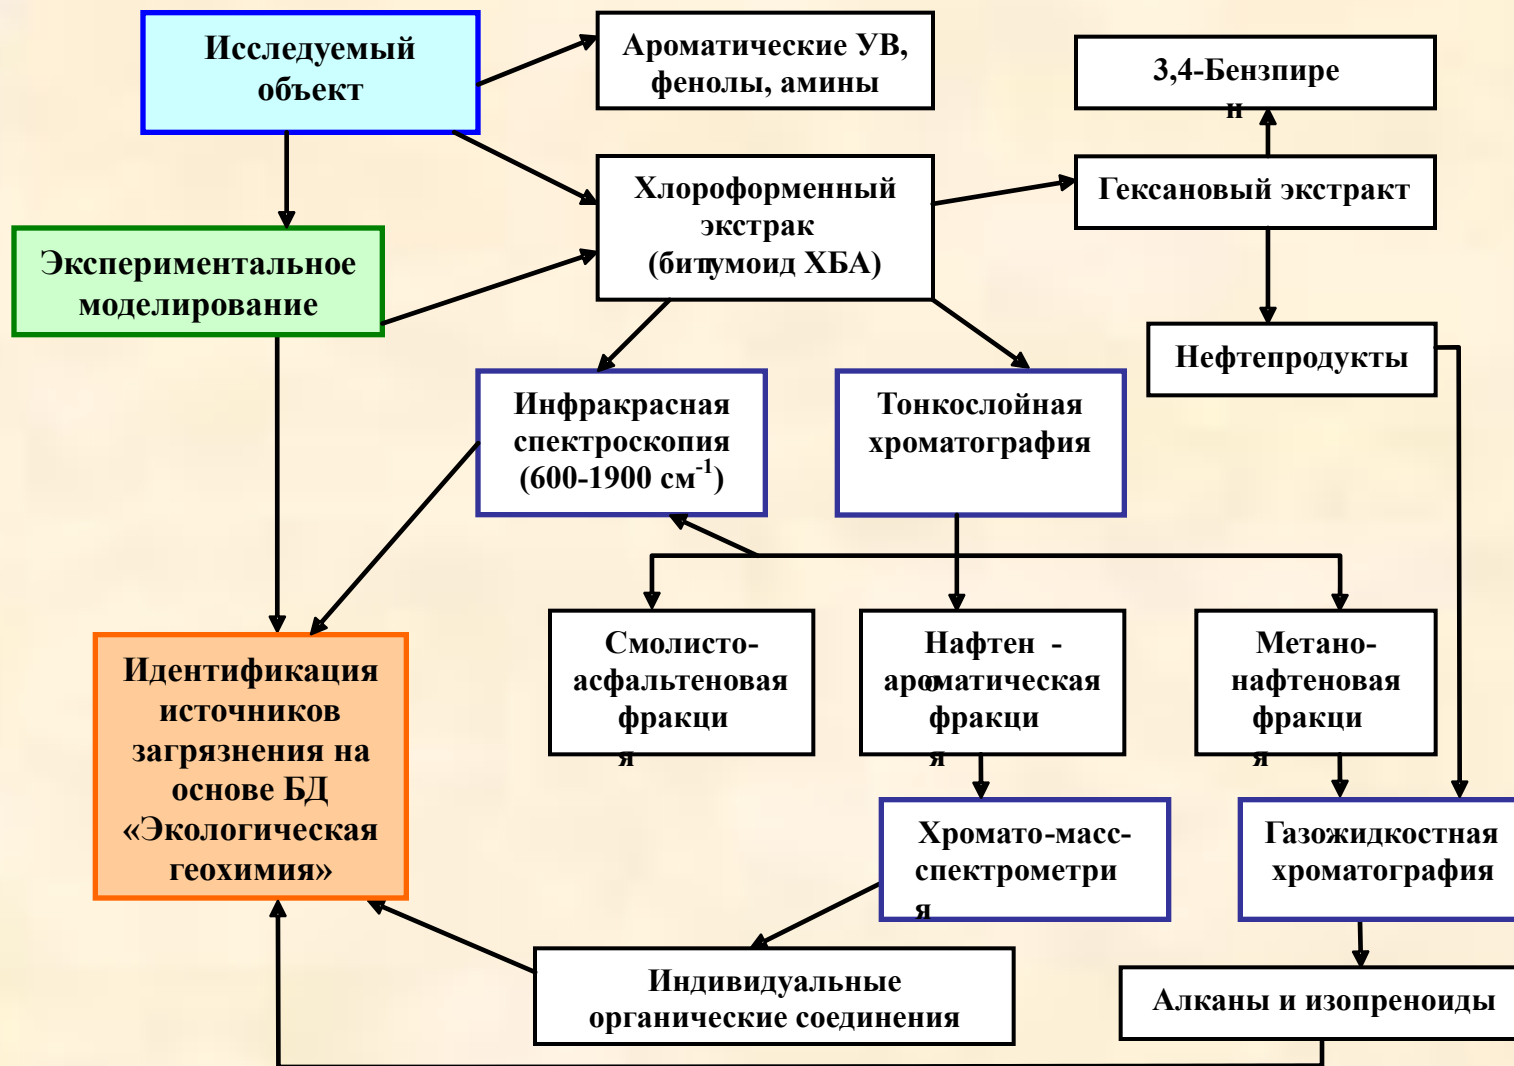 Исследуемый
объект
Ароматические УВ,
фенолы, амины
3,4-Бензпире
н
Хлороформенный
экстрак
т
(битумоид ХБА)
Гексановый экстракт
Экспериментальное
моделирование
Нефтепродукты
Инфракрасная
спектроскопия
(600-1900 см⁻¹)
Тонкослойная
хроматография
Смолисто-
асфальтеновая
фракци
я
Нафтен -
о
ароматическая
фракци
я
Метано-
нафтеновая
фракци
я
Идентификация
источников
загрязнения на
основе БД
«Экологическая
геохимия»
Хромато-масс-
спектрометри
я
Газожидкостная
хроматография
Индивидуальные
органические соединения
Алканы и изопреноиды